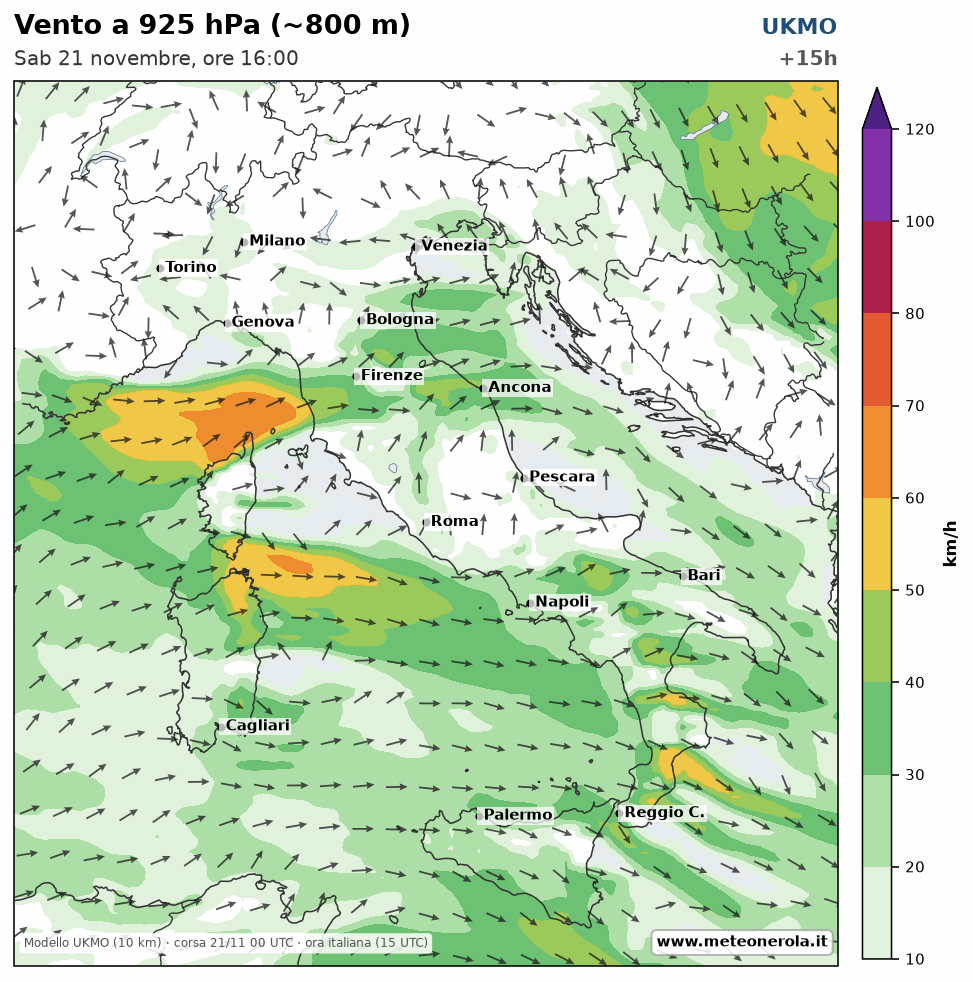 Vento a 925 hPa (~800 m)
UKMO
Sab 21 novembre, ore 16:00
+15h
Milano
Venezia
Torino
Genova
Bologna
Firenze
Ancona
Pescara
Roma
Bari
Napoli
Cagliari
Palermo
Reggio C.
Modello UKMO (10 km) · corsa 21/11 00 UTC · ora italiana (15 UTC)
www.meteonerola.it
120
100
80
70
60
50
40
30
20
10
km/h